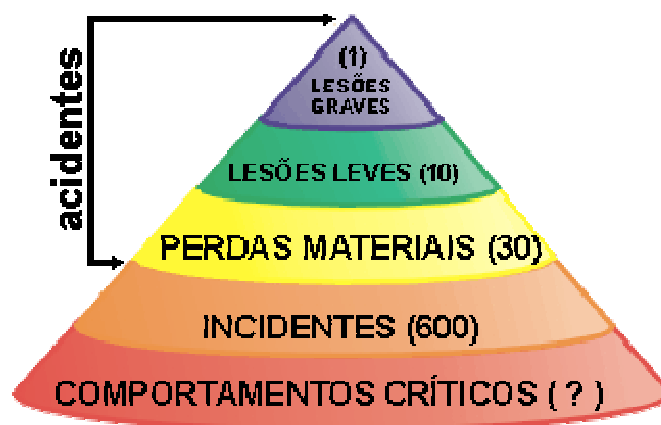 acidentes
(1)
LESÕES
GRAVES
LESÕES LEVES (10)
PERDAS MATERIAIS (30)
INCIDENTES (600)
COMPORTAMENTOS CRÍTICOS ( ? )